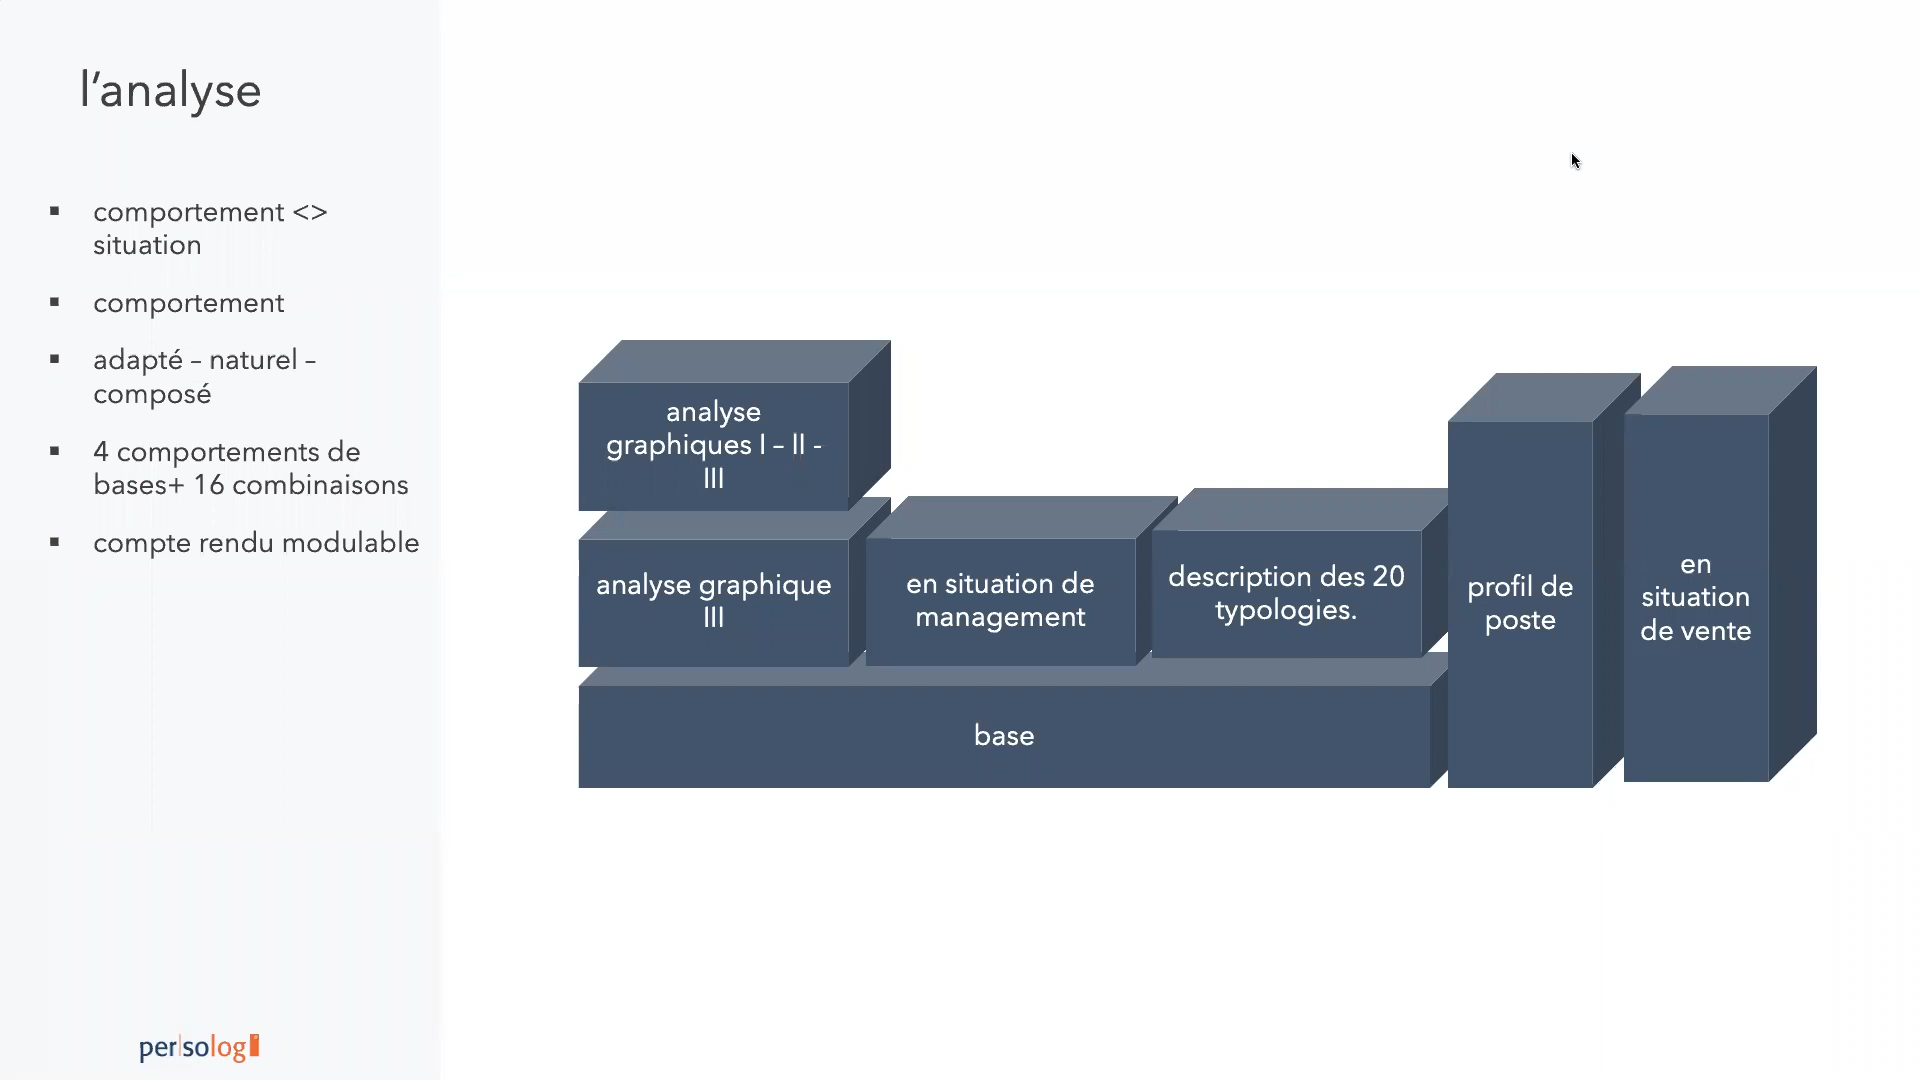 l’analyse
▪ comportement <>
situation
▪ comportement
▪ adapté – naturel –
composé
▪ 4 comportements de
bases+ 16 combinaisons
▪ compte rendu modulable
analyse
graphiques I – II -
III
analyse graphique
III
en situation de
management
description des 20
typologies.
profil de
poste
en
situation
de vente
base
per|solog